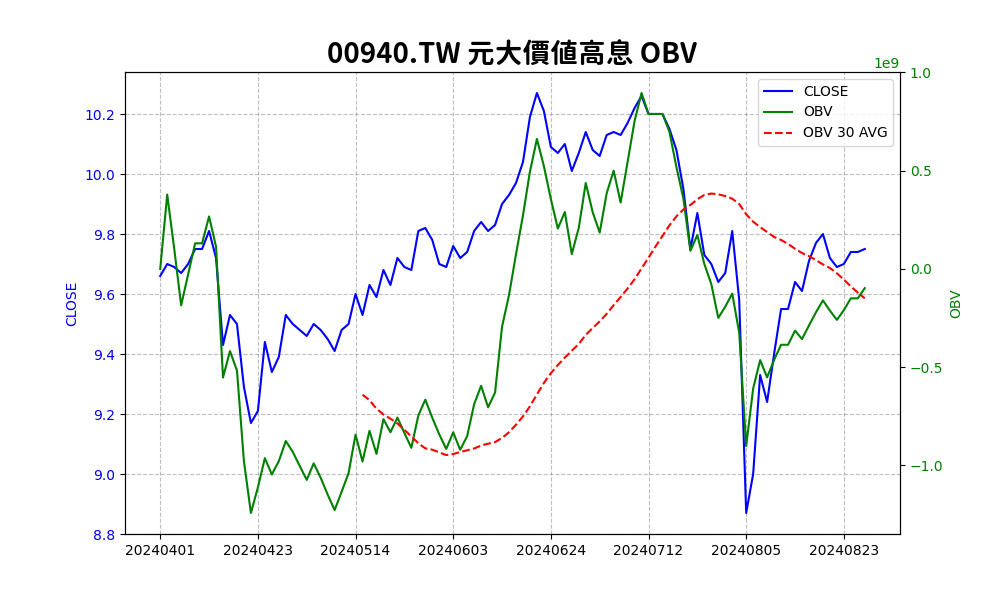 00940.TW 元大價値高息 OBV
1e9
CLOSE
OBV
OBV 30 AVG
10.2
10.0
9.8
9.6
9.4
9.2
9.0
8.8
CLOSE
1.0
0.5
0.0
−0.5
−1.0
OBV
20240401 20240423 20240514 20240603 20240624 20240712 20240805 20240823